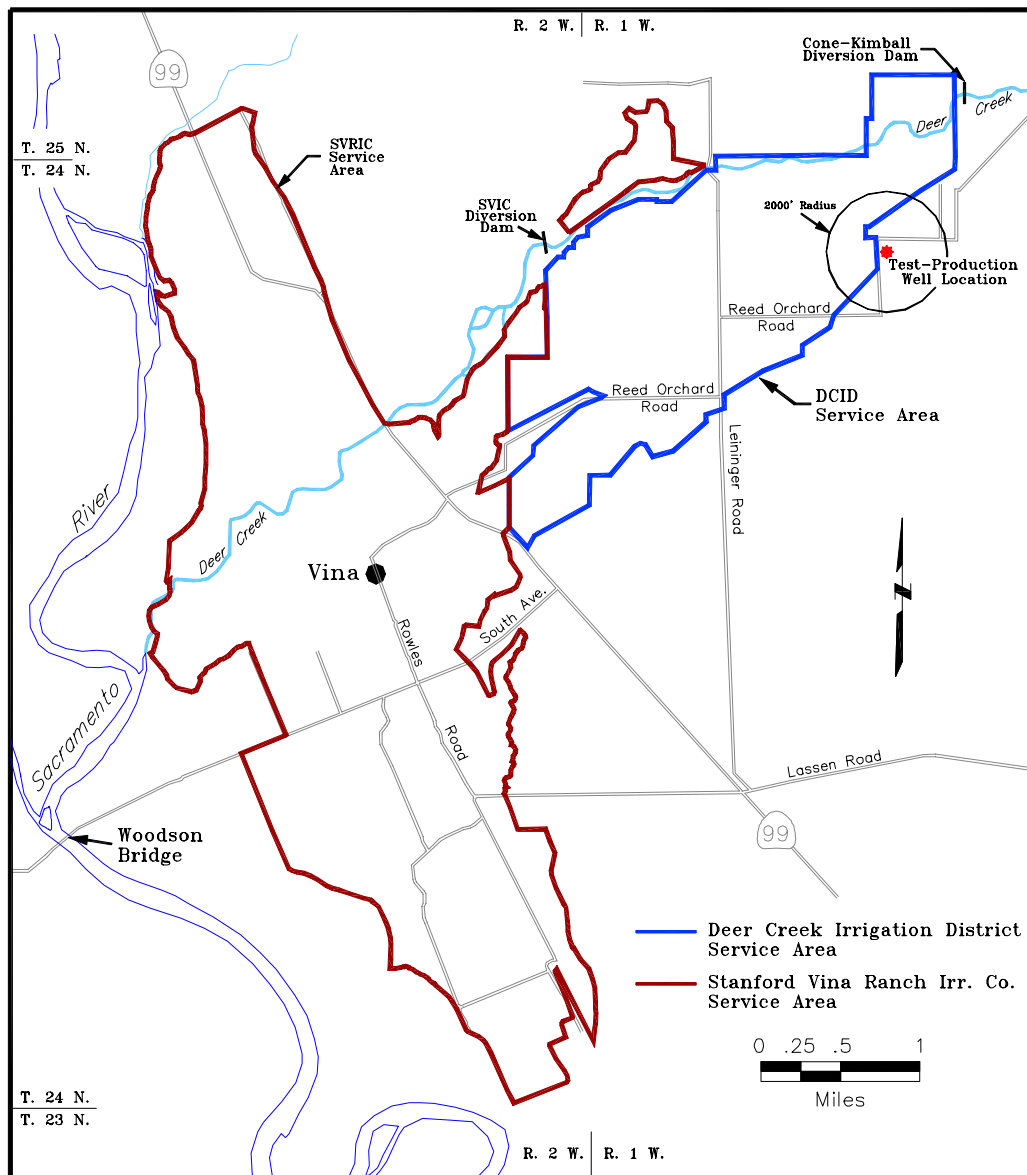 R. 2 W. R. 1 W.
Cone-Kimball
Diversion Dam
99
Deer Creek
T. 25 N.
T. 24 N.
SVRIC
Service
Area
SVIC
Diversion
Dam
2000' Radius
Test-Production
Well Location
Reed Orchard
Road
Reed Orchard
Road
DCID
Service Area
Leininger Road
River
Deer Creek
Vina
South Ave.
Rowles
Road
Sacramento
Lassen Road
Woodson
Bridge
99
N
Deer Creek Irrigation District
Service Area
Stanford Vina Ranch Irr. Co.
Service Area
0 .25 .5 1
Miles
T. 24 N.
T. 23 N.
R. 2 W. R. 1 W.